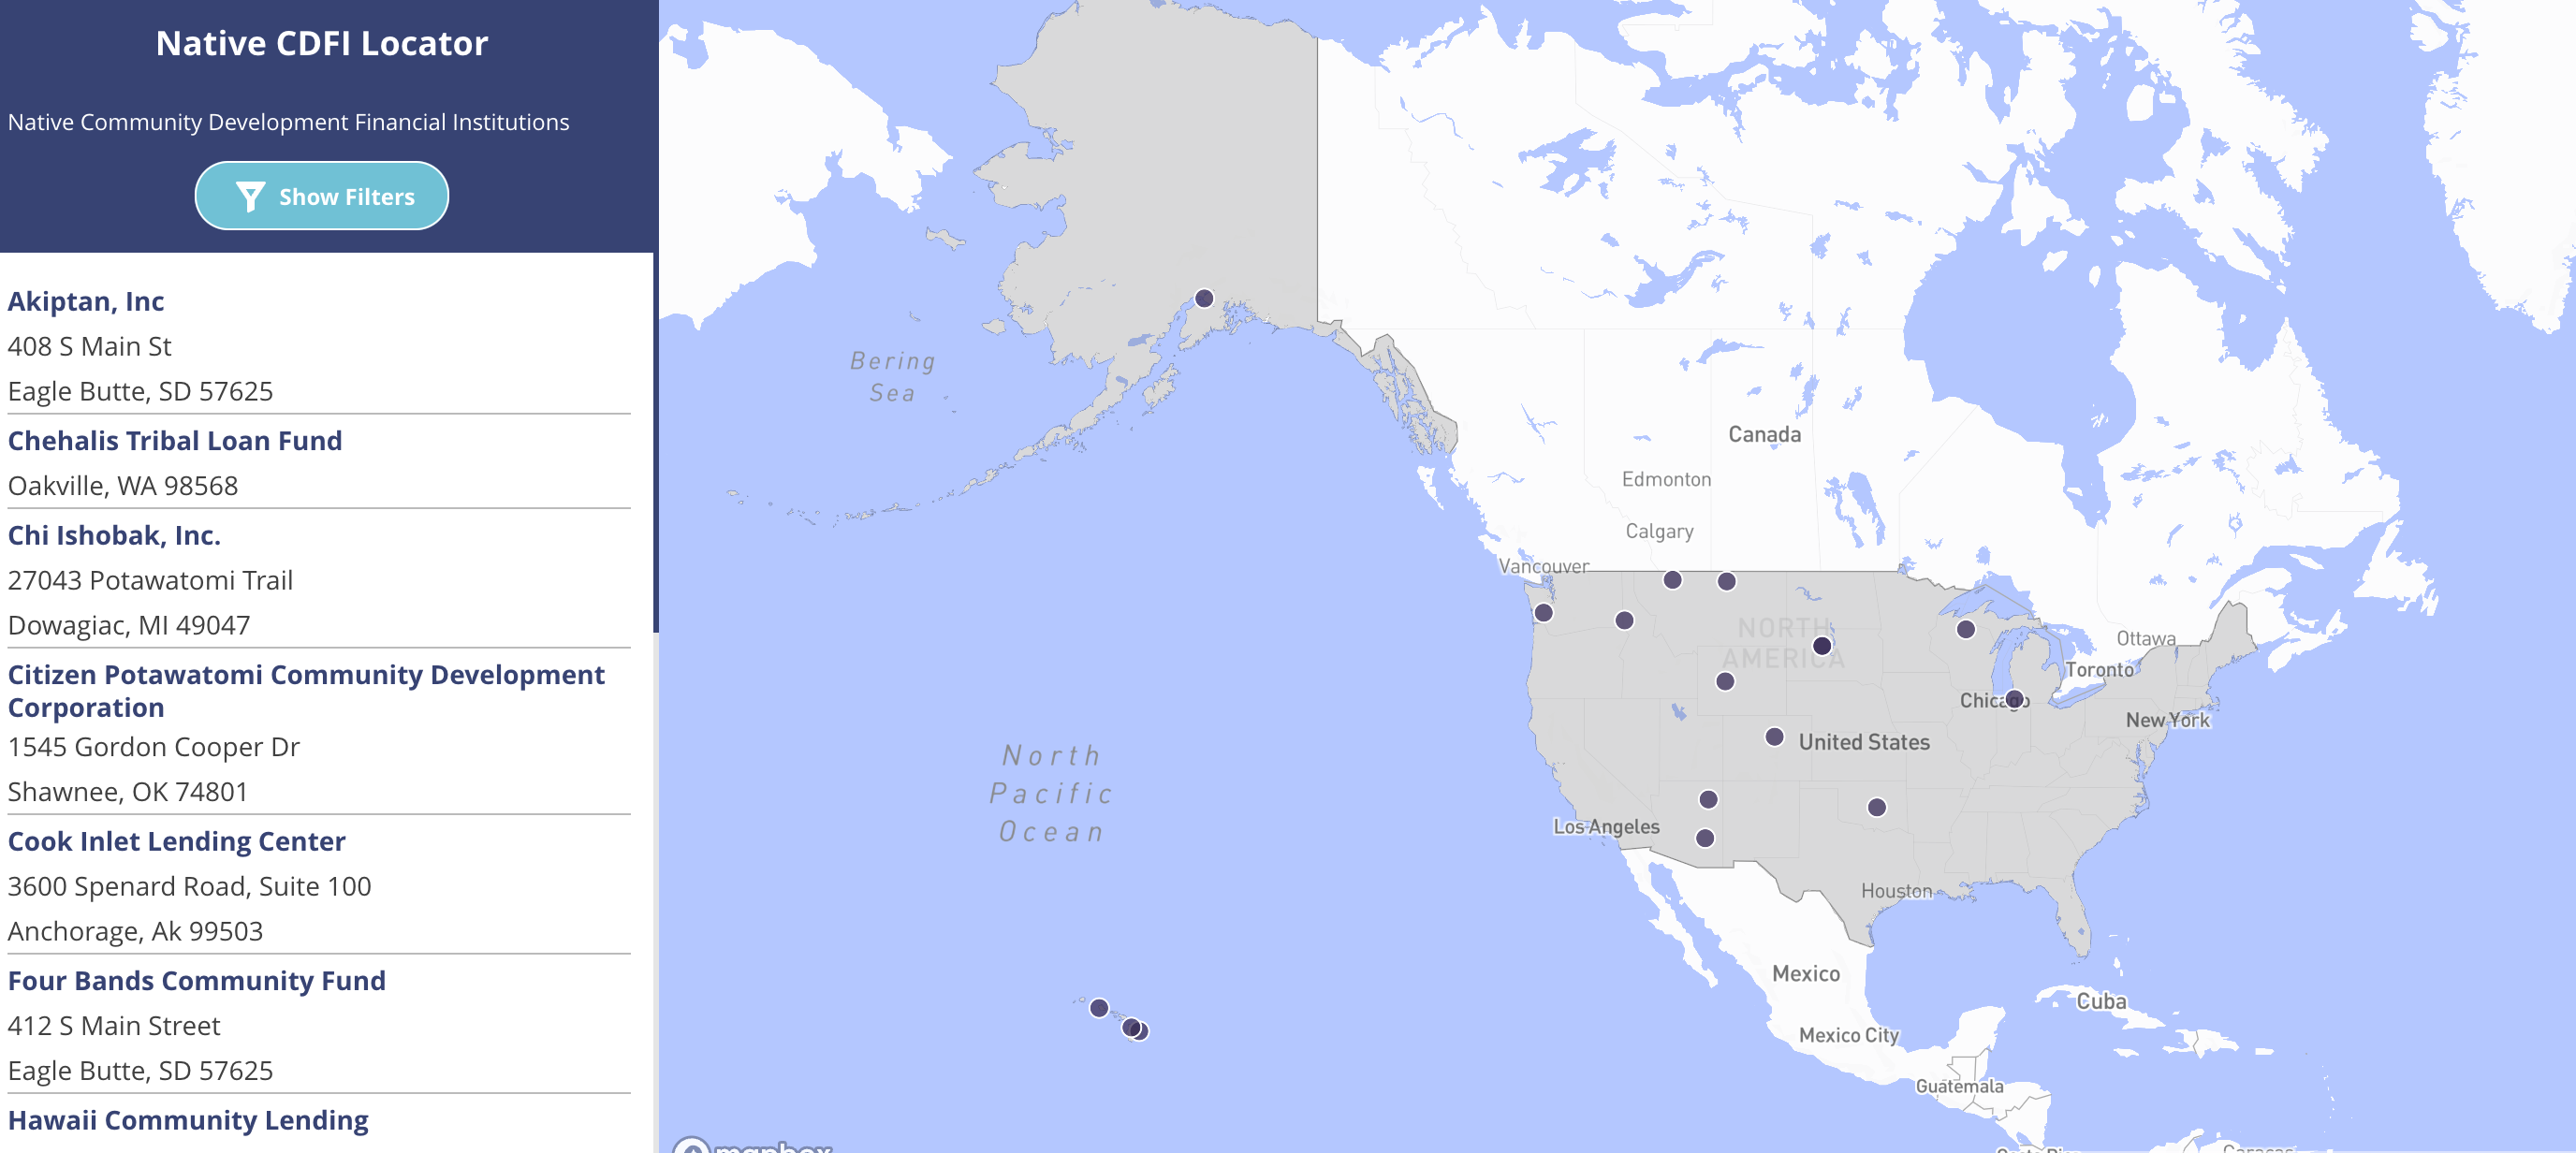 Native CDFI Locator
Native Community Development Financial Institutions
Show Filters
Akiptan, Inc
408 S Main St
Eagle Butte, SD 57625
Chehalis Tribal Loan Fund
Oakville, WA 98568
Chi Ishobak, Inc.
27043 Potawatomi Trail
Dowagiac, MI 49047
Citizen Potawatomi Community Development
Corporation
1545 Gordon Cooper Dr
Shawnee, OK 74801
Cook Inlet Lending Center
3600 Spenard Road, Suite 100
Anchorage, Ak 99503
Four Bands Community Fund
412 S Main Street
Eagle Butte, SD 57625
Hawaii Community Lending
Bering
Sea
Canada
Edmonton
Calgary
Vancouver
NORTH
AMERICA
Ottawa
Toronto
Chicago
New York
United States
North
Pacific
Ocean
Los Angeles
Houston
Mexico
Cuba
Mexico City
Guatemala
mapbox
Costa Rica
Caracas